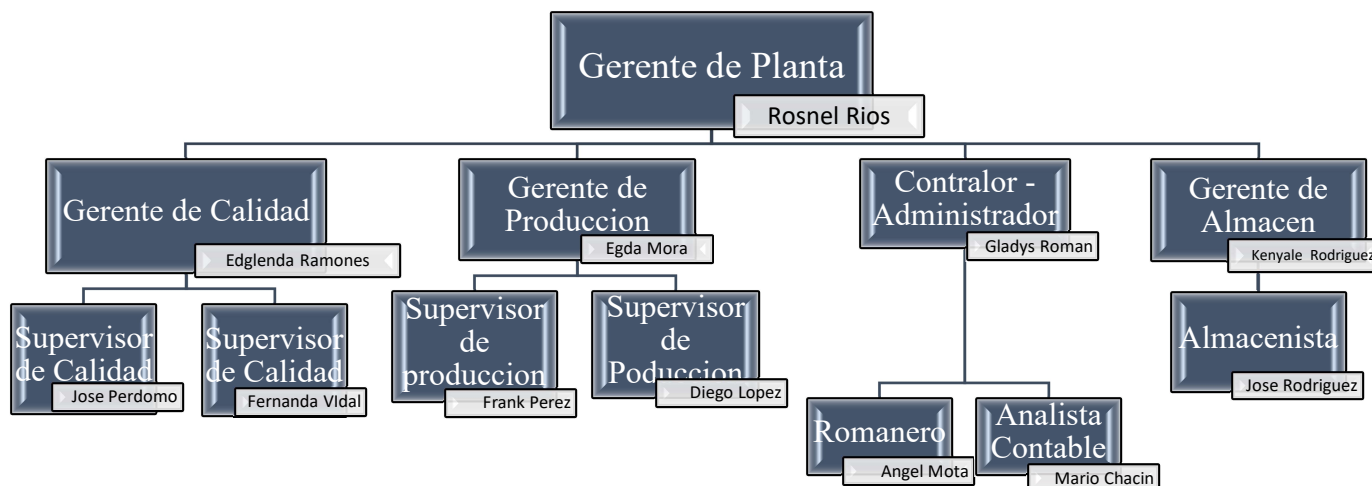 Gerente de Planta
Rosnel Rios
Gerente de Calidad
Edglenda Ramones
Gerente de
Produccion
Egda Mora
Contralor -
Administrador
Gladys Roman
Gerente de
Almacen
Kenyale Rodriguez
Supervisor
de Calidad
Jose Perdomo
Supervisor
de Calidad
Fernanda VIdal
Supervisor
de
produccion
Frank Perez
Supervisor
de
Poduccion
Diego Lopez
Romanero
Angel Mota
Analista
Contable
Mario Chacin
Almacenista
Jose Rodriguez